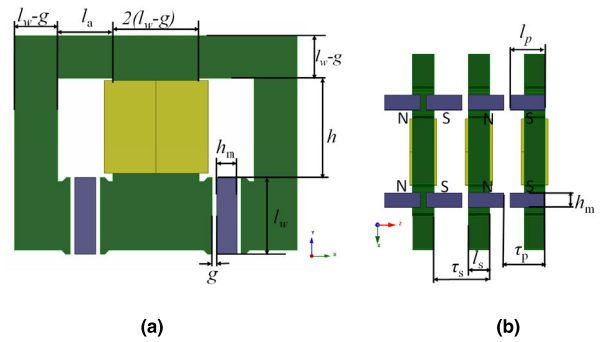 l_w-g l_a 2(l_w-g) l_w-g
h
h_m
l_w
g
Y
X
(a)
l_p
N S N S
N S N S
h_m
Z
X
τ_s l_s τ_p
(b)